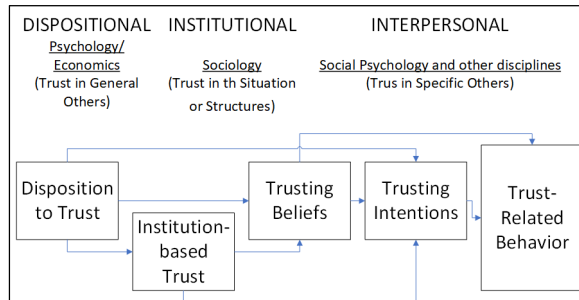 DISPOSITIONAL INSTITUTIONAL INTERPERSONAL
Psychology/
Economics
(Trust in General
Others)
Sociology
(Trust in th Situation
or Structures)
Social Psychology and other disciplines
(Trus in Specific Others)
Disposition
to Trust
Institution-
based
Trust
Trusting
Beliefs
Trusting
Intentions
Trust-
Related
Behavior